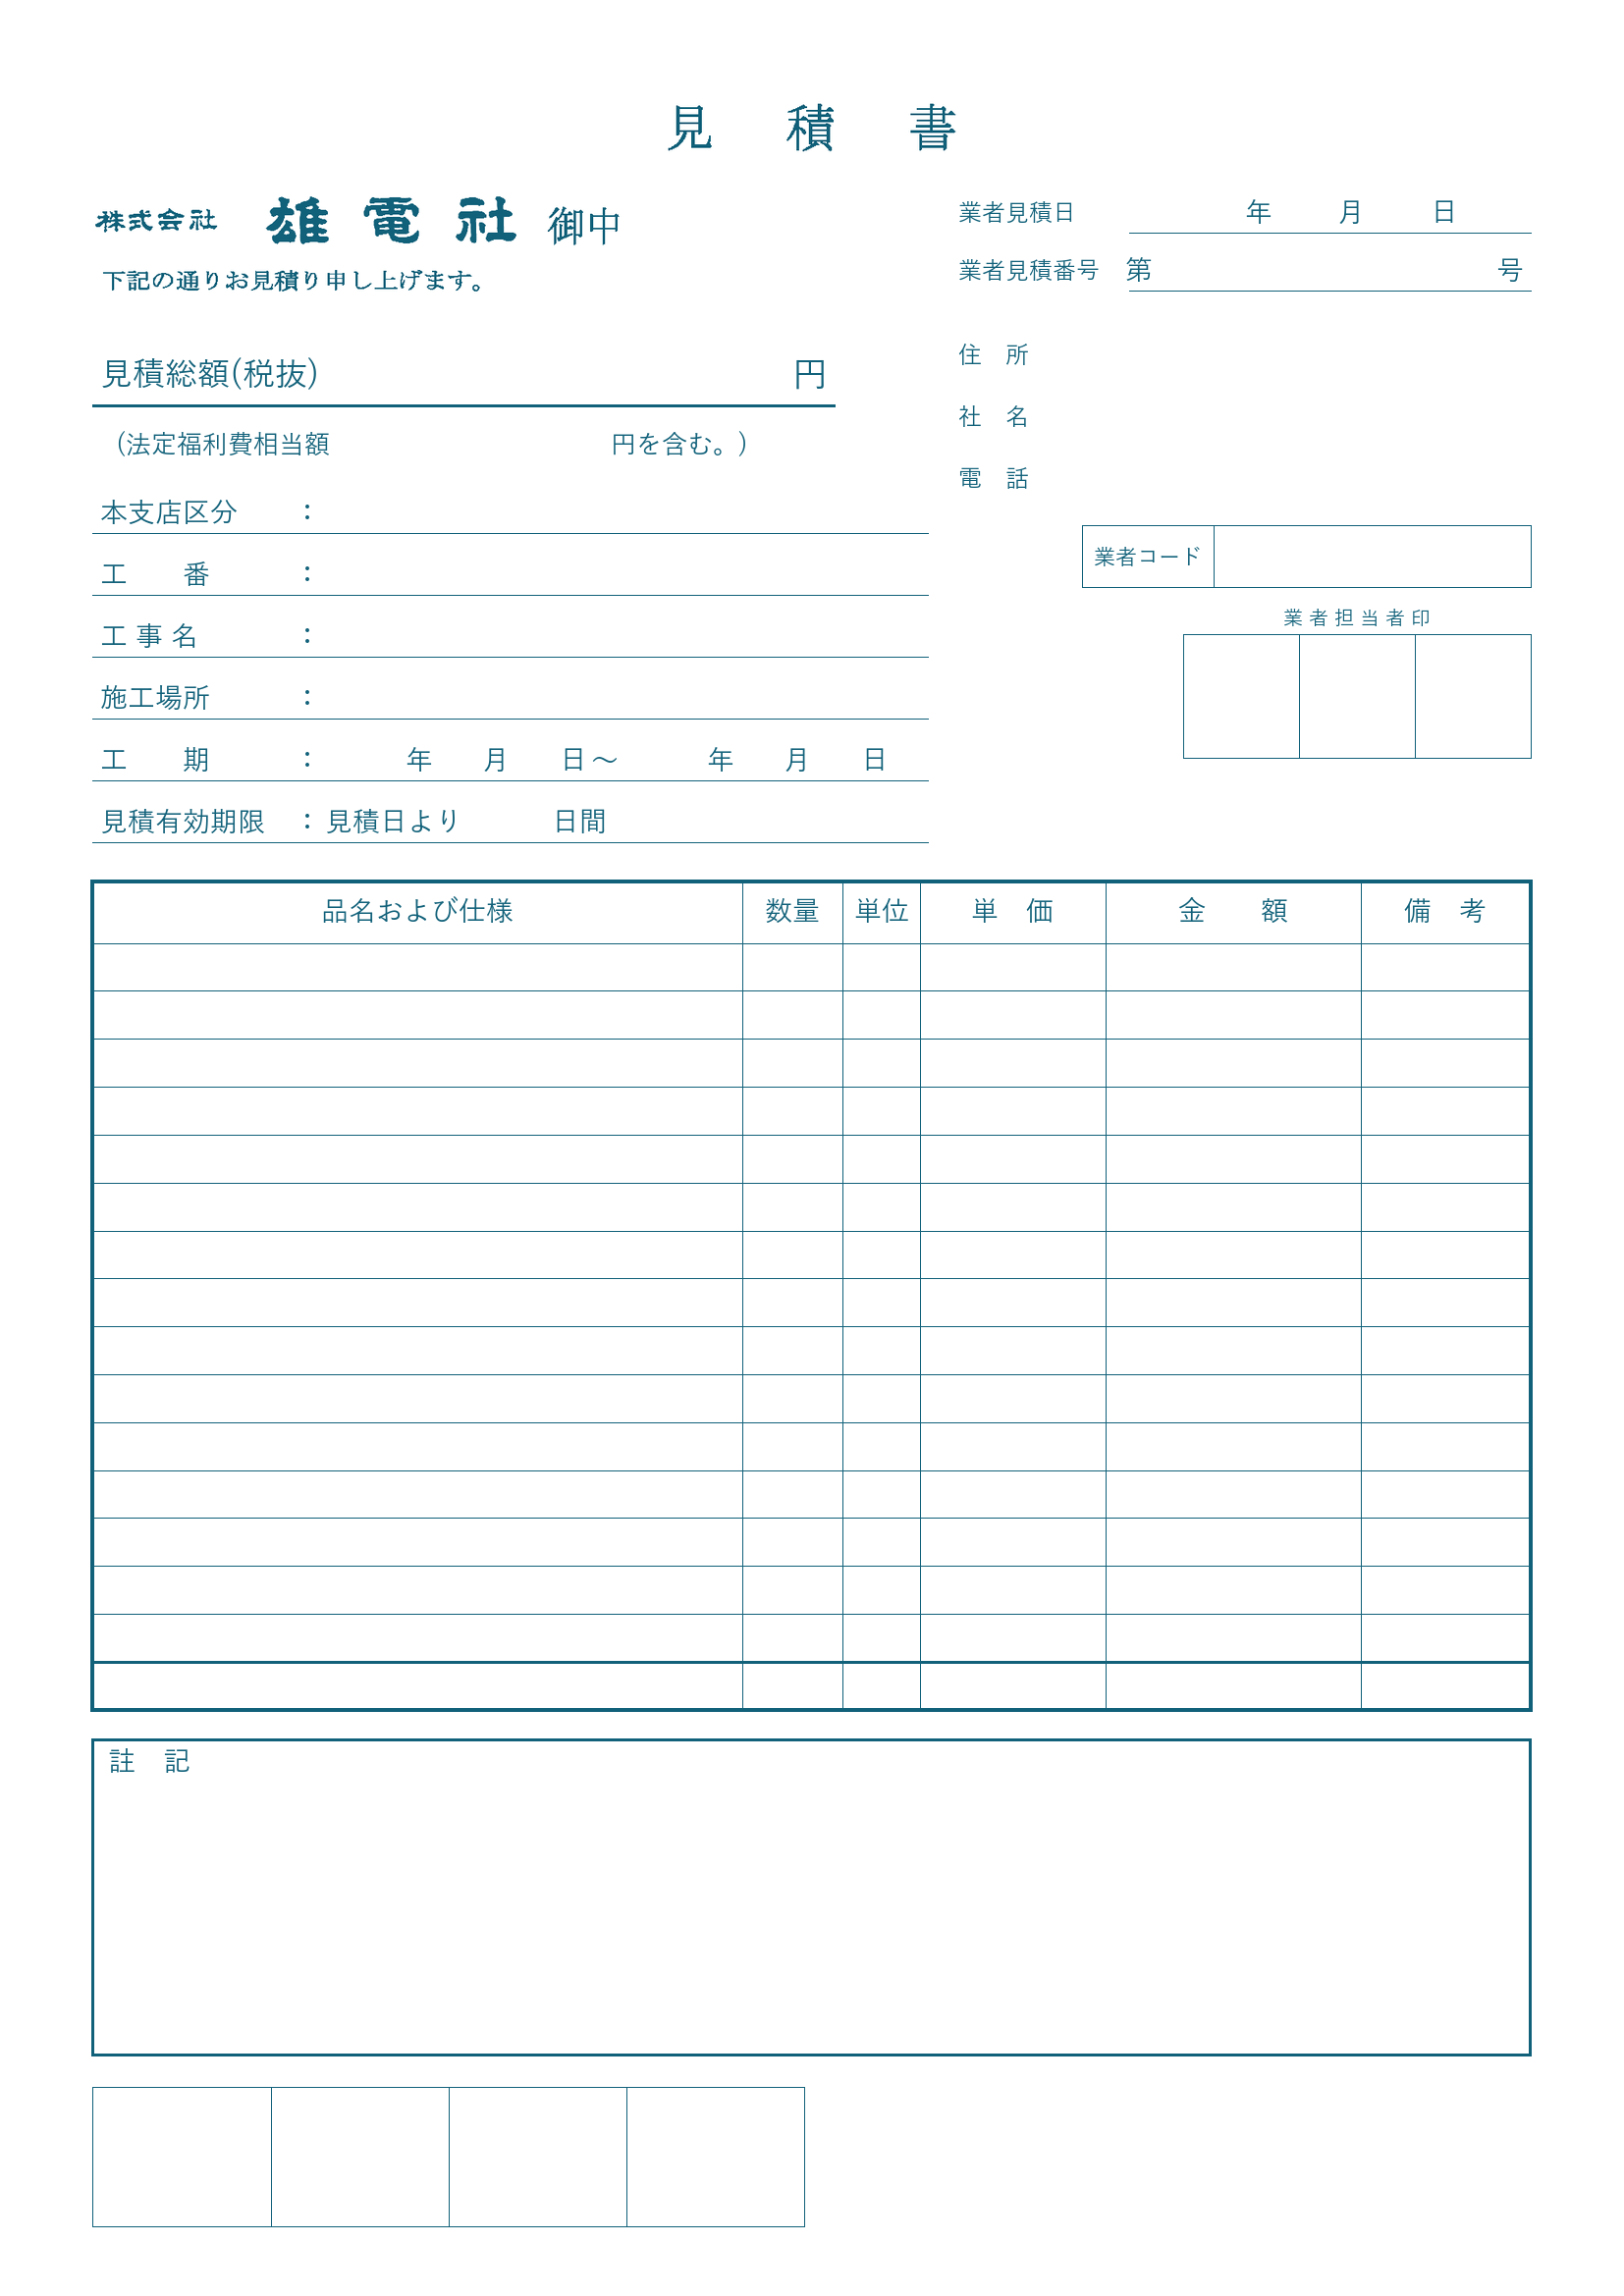 見 積 書
株式会社 雄電社 御中
下記の通りお見積り申し上げます。
業者見積日 年 月 日
業者見積番号 第 号
見積総額(税抜) 円
（法定福利費相当額 円を含む。）
住 所
社 名
電 話
本支店区分 ：
工 番 ：
工 事 名 ：
施工場所 ：
工 期 ： 年 月 日～ 年 月 日
見積有効期限 ： 見積日より 日間
業者コード
業者担当者印
品名および仕様 数量 単位 単 価 金 額 備 考
註 記